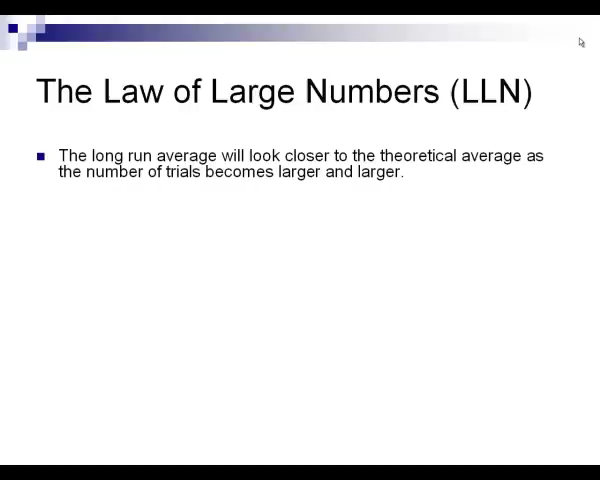 The Law of Large Numbers (LLN)
The long run average will look closer to the theoretical average as
the number of trials becomes larger and larger.